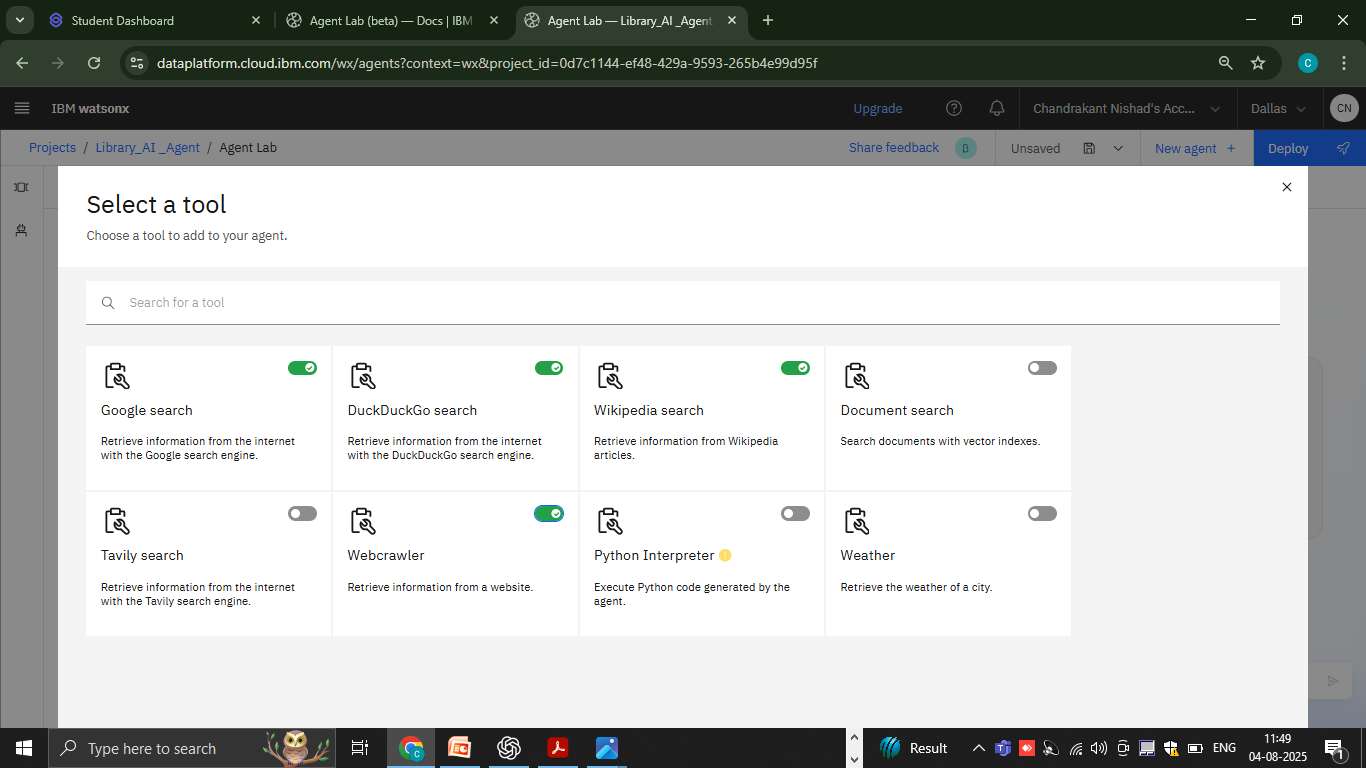 Student Dashboard
Agent Lab (beta) — Docs | IBM
Agent Lab — Library_AI _Agent
dataplatform.cloud.ibm.com/wx/agents?context=wx&project_id=0d7c1144-ef48-429a-9593-265b4e99d95f
C
IBM watsonx
Upgrade
Chandrakant Nishad's Acc...
Dallas
CN
Projects / Library_AI _Agent / Agent Lab
Share feedback
β
Unsaved
New agent +
Deploy
Select a tool
Choose a tool to add to your agent.
Search for a tool
Google search
Retrieve information from the internet
with the Google search engine.
DuckDuckGo search
Retrieve information from the internet
with the DuckDuckGo search engine.
Wikipedia search
Retrieve information from Wikipedia
articles.
Document search
Search documents with vector indexes.
Tavily search
Retrieve information from the internet
with the Tavily search engine.
Webcrawler
Retrieve information from a website.
Python Interpreter
Execute Python code generated by the
agent.
Weather
Retrieve the weather of a city.
Type here to search
Result
ENG
11:49
04-08-2025
1